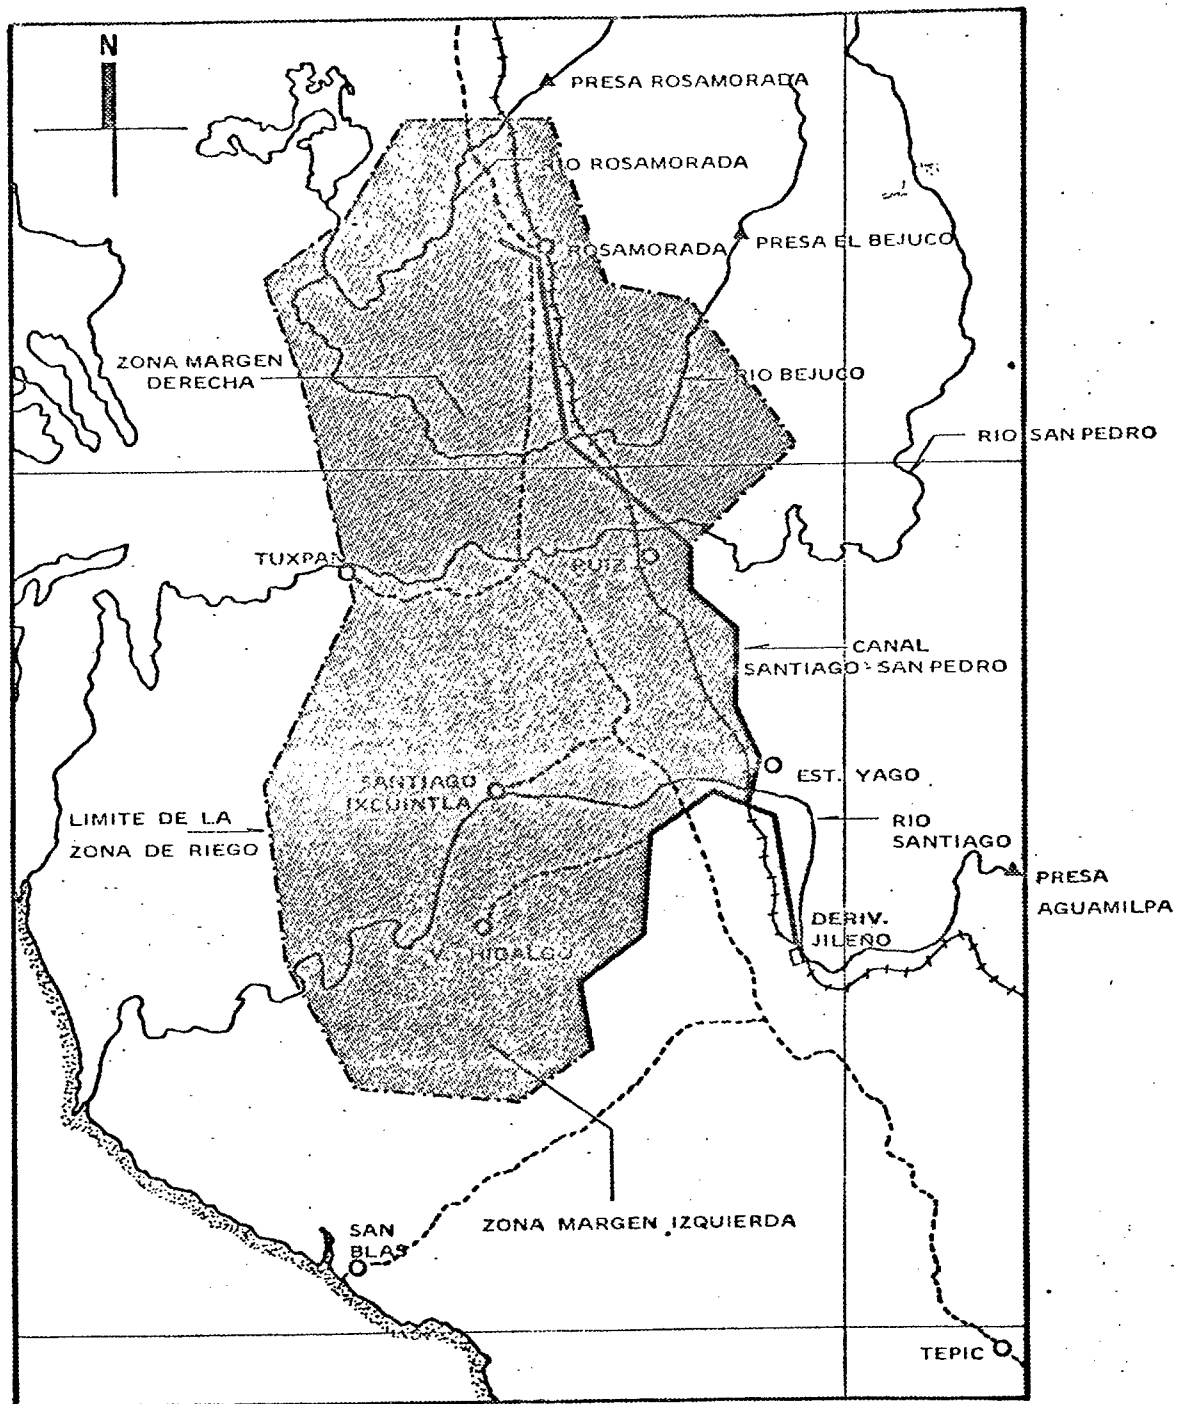 N
PRESA ROSAMORADA
RIO ROSAMORADA
ROSAMORADA
PRESA EL BEJUCO
ZONA MARGEN
DERECHA
RIO BEJUCO
RIO SAN PEDRO
TUXPAN
RUIZ
CANAL
SANTIAGO-SAN PEDRO
EST. YAGO
SANTIAGO
IXCUINTLA
LIMITE DE LA
ZONA DE RIEGO
RIO
SANTIAGO
PRESA
AGUAMILPA
DERIV.
JILEÑO
V. HIDALGO
ZONA MARGEN IZQUIERDA
SAN
BLAS
TEPIC